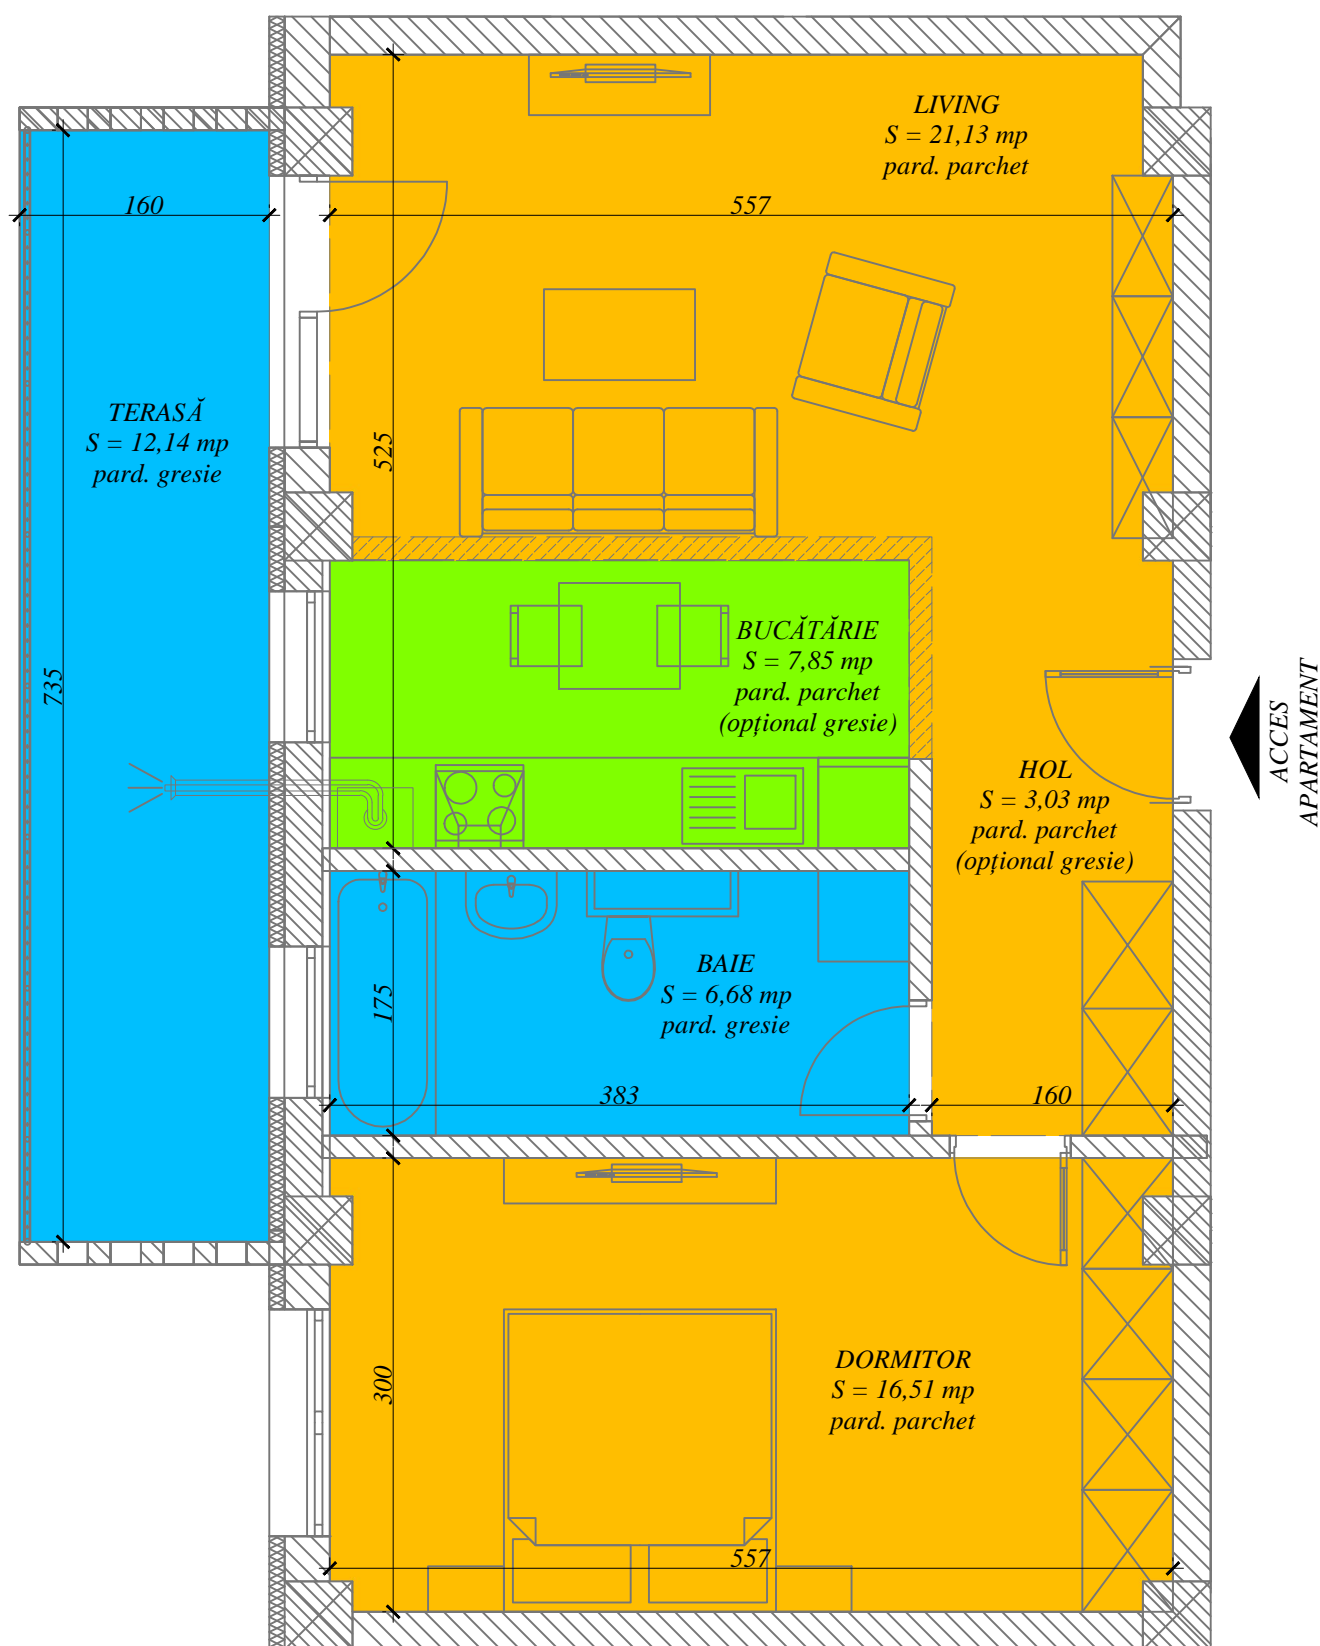 LIVING
S = 21,13 mp
pard. parchet
160
557
TERASĂ
S = 12,14 mp
pard. gresie
525
735
BUCĂTĂRIE
S = 7,85 mp
pard. parchet
(opțional gresie)
ACCES
APARTAMENT
HOL
S = 3,03 mp
pard. parchet
(opțional gresie)
BAIE
S = 6,68 mp
pard. gresie
175
383
160
DORMITOR
S = 16,51 mp
pard. parchet
300
557